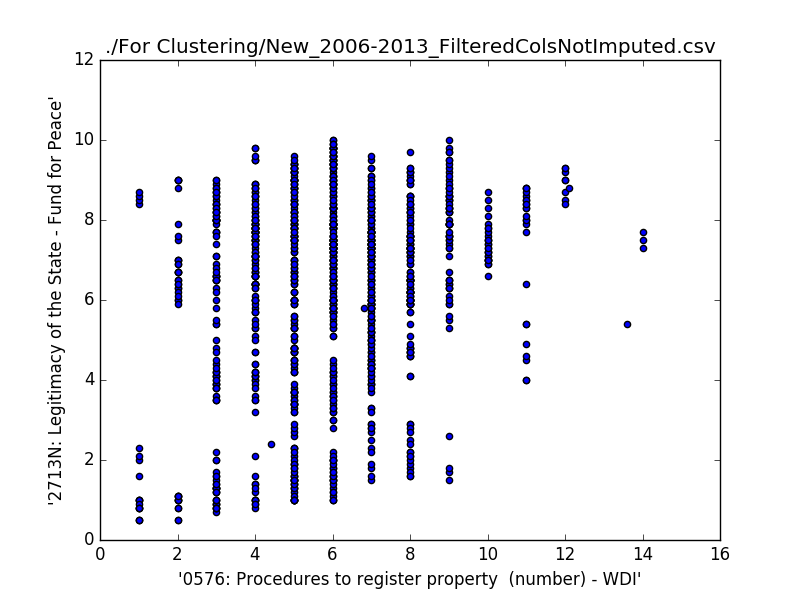 ./For Clustering/New_2006-2013_FilteredColsNotImputed.csv
12
10
8
6
4
2
0
'2713N: Legitimacy of the State - Fund for Peace'
0 2 4 6 8 10 12 14 16
'0576: Procedures to register property  (number) - WDI'